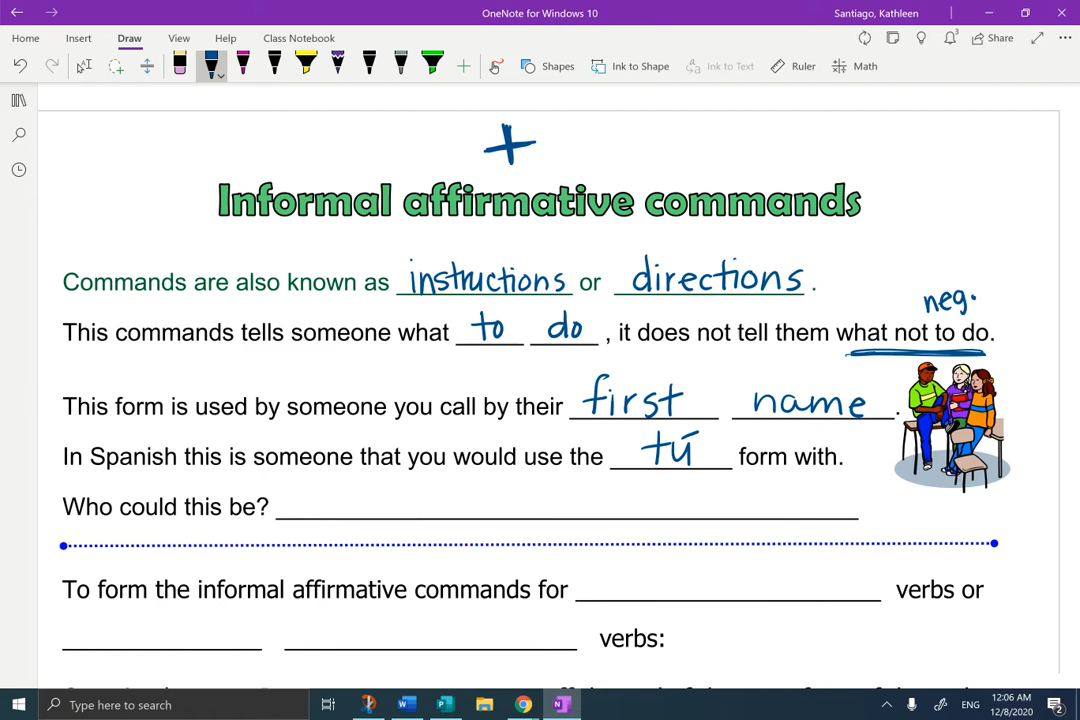 OneNote for Windows 10
Santiago, Kathleen
Home Insert Draw View Help Class Notebook
3
Share
Shapes Ink to Shape Ink to Text Ruler Math
+
Informal affirmative commands
Commands are also known as instructions or directions .
neg.
This commands tells someone what to do , it does not tell them what not to do.
This form is used by someone you call by their first name .
In Spanish this is someone that you would use the tú form with.
Who could this be?
To form the informal affirmative commands for verbs or
verbs:
Type here to search
ENG
12:06 AM
12/8/2020
2